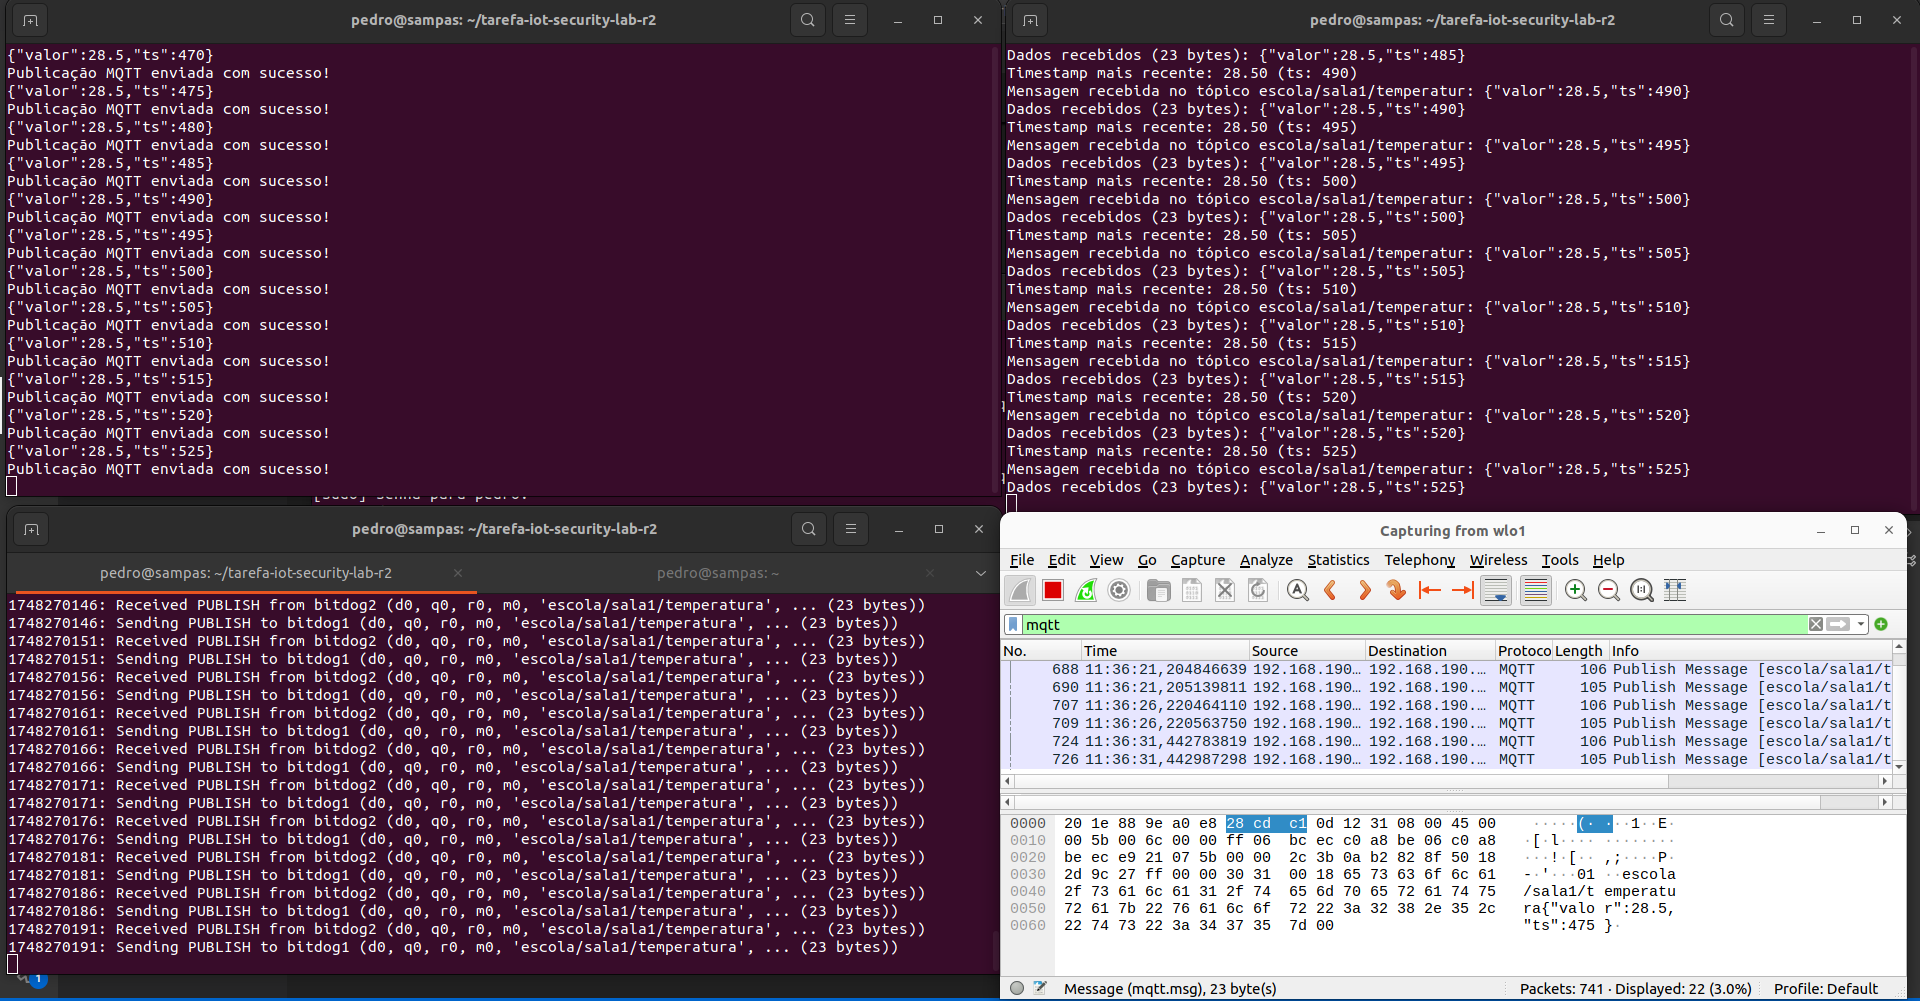 pedro@sampas: ~/tarefa-iot-security-lab-r2
{"valor":28.5,"ts":470}
Publicação MQTT enviada com sucesso!
{"valor":28.5,"ts":475}
Publicação MQTT enviada com sucesso!
{"valor":28.5,"ts":480}
Publicação MQTT enviada com sucesso!
{"valor":28.5,"ts":485}
Publicação MQTT enviada com sucesso!
{"valor":28.5,"ts":490}
Publicação MQTT enviada com sucesso!
{"valor":28.5,"ts":495}
Publicação MQTT enviada com sucesso!
{"valor":28.5,"ts":500}
Publicação MQTT enviada com sucesso!
{"valor":28.5,"ts":505}
Publicação MQTT enviada com sucesso!
{"valor":28.5,"ts":510}
Publicação MQTT enviada com sucesso!
{"valor":28.5,"ts":515}
Publicação MQTT enviada com sucesso!
{"valor":28.5,"ts":520}
Publicação MQTT enviada com sucesso!
{"valor":28.5,"ts":525}
Publicação MQTT enviada com sucesso!
pedro@sampas: ~/tarefa-iot-security-lab-r2
Dados recebidos (23 bytes): {"valor":28.5,"ts":485}
Timestamp mais recente: 28.50 (ts: 490)
Mensagem recebida no tópico escola/sala1/temperatur: {"valor":28.5,"ts":490}
Dados recebidos (23 bytes): {"valor":28.5,"ts":490}
Timestamp mais recente: 28.50 (ts: 495)
Mensagem recebida no tópico escola/sala1/temperatur: {"valor":28.5,"ts":495}
Dados recebidos (23 bytes): {"valor":28.5,"ts":495}
Timestamp mais recente: 28.50 (ts: 500)
Mensagem recebida no tópico escola/sala1/temperatur: {"valor":28.5,"ts":500}
Dados recebidos (23 bytes): {"valor":28.5,"ts":500}
Timestamp mais recente: 28.50 (ts: 505)
Mensagem recebida no tópico escola/sala1/temperatur: {"valor":28.5,"ts":505}
Dados recebidos (23 bytes): {"valor":28.5,"ts":505}
Timestamp mais recente: 28.50 (ts: 510)
Mensagem recebida no tópico escola/sala1/temperatur: {"valor":28.5,"ts":510}
Dados recebidos (23 bytes): {"valor":28.5,"ts":510}
Timestamp mais recente: 28.50 (ts: 515)
Mensagem recebida no tópico escola/sala1/temperatur: {"valor":28.5,"ts":515}
Dados recebidos (23 bytes): {"valor":28.5,"ts":515}
Timestamp mais recente: 28.50 (ts: 520)
Mensagem recebida no tópico escola/sala1/temperatur: {"valor":28.5,"ts":520}
Dados recebidos (23 bytes): {"valor":28.5,"ts":520}
Timestamp mais recente: 28.50 (ts: 525)
Mensagem recebida no tópico escola/sala1/temperatur: {"valor":28.5,"ts":525}
Dados recebidos (23 bytes): {"valor":28.5,"ts":525}
pedro@sampas: ~/tarefa-iot-security-lab-r2
pedro@sampas: ~/tarefa-iot-security-lab-r2 pedro@sampas: ~
1748270146: Received PUBLISH from bitdog2 (d0, q0, r0, m0, 'escola/sala1/temperatura', ... (23 bytes))
1748270146: Sending PUBLISH to bitdog1 (d0, q0, r0, m0, 'escola/sala1/temperatura', ... (23 bytes))
1748270151: Received PUBLISH from bitdog2 (d0, q0, r0, m0, 'escola/sala1/temperatura', ... (23 bytes))
1748270151: Sending PUBLISH to bitdog1 (d0, q0, r0, m0, 'escola/sala1/temperatura', ... (23 bytes))
1748270156: Received PUBLISH from bitdog2 (d0, q0, r0, m0, 'escola/sala1/temperatura', ... (23 bytes))
1748270156: Sending PUBLISH to bitdog1 (d0, q0, r0, m0, 'escola/sala1/temperatura', ... (23 bytes))
1748270161: Received PUBLISH from bitdog2 (d0, q0, r0, m0, 'escola/sala1/temperatura', ... (23 bytes))
1748270161: Sending PUBLISH to bitdog1 (d0, q0, r0, m0, 'escola/sala1/temperatura', ... (23 bytes))
1748270166: Received PUBLISH from bitdog2 (d0, q0, r0, m0, 'escola/sala1/temperatura', ... (23 bytes))
1748270166: Sending PUBLISH to bitdog1 (d0, q0, r0, m0, 'escola/sala1/temperatura', ... (23 bytes))
1748270171: Received PUBLISH from bitdog2 (d0, q0, r0, m0, 'escola/sala1/temperatura', ... (23 bytes))
1748270171: Sending PUBLISH to bitdog1 (d0, q0, r0, m0, 'escola/sala1/temperatura', ... (23 bytes))
1748270176: Received PUBLISH from bitdog2 (d0, q0, r0, m0, 'escola/sala1/temperatura', ... (23 bytes))
1748270176: Sending PUBLISH to bitdog1 (d0, q0, r0, m0, 'escola/sala1/temperatura', ... (23 bytes))
1748270181: Received PUBLISH from bitdog2 (d0, q0, r0, m0, 'escola/sala1/temperatura', ... (23 bytes))
1748270181: Sending PUBLISH to bitdog1 (d0, q0, r0, m0, 'escola/sala1/temperatura', ... (23 bytes))
1748270186: Received PUBLISH from bitdog2 (d0, q0, r0, m0, 'escola/sala1/temperatura', ... (23 bytes))
1748270186: Sending PUBLISH to bitdog1 (d0, q0, r0, m0, 'escola/sala1/temperatura', ... (23 bytes))
1748270191: Received PUBLISH from bitdog2 (d0, q0, r0, m0, 'escola/sala1/temperatura', ... (23 bytes))
1748270191: Sending PUBLISH to bitdog1 (d0, q0, r0, m0, 'escola/sala1/temperatura', ... (23 bytes))
1
Capturing from wlo1
File Edit View Go Capture Analyze Statistics Telephony Wireless Tools Help
mqtt
No. Time Source Destination Protoco Length Info
688 11:36:21,204846639 192.168.190... 192.168.190.... MQTT 106 Publish Message [escola/sala1/t
690 11:36:21,205139811 192.168.190... 192.168.190.... MQTT 105 Publish Message [escola/sala1/t
707 11:36:26,220464110 192.168.190... 192.168.190.... MQTT 106 Publish Message [escola/sala1/t
709 11:36:26,220563750 192.168.190... 192.168.190.... MQTT 105 Publish Message [escola/sala1/t
724 11:36:31,442783819 192.168.190... 192.168.190.... MQTT 106 Publish Message [escola/sala1/t
726 11:36:31,442987298 192.168.190... 192.168.190.... MQTT 105 Publish Message [escola/sala1/t
0000 20 1e 88 9e a0 e8 28 cd c1 0d 12 31 08 00 45 00 ·····(· ···1··E·
0010 00 5b 00 6c 00 00 ff 06 bc ec c0 a8 be 06 c0 a8 ·[·l···· ········
0020 be ec e9 21 07 5b 00 00 2c 3b 0a b2 82 8f 50 18 ···!·[·· ,;····P·
0030 2d 9c 27 ff 00 00 30 31 00 18 65 73 63 6f 6c 61 -·'···01 ··escola
0040 2f 73 61 6c 61 31 2f 74 65 6d 70 65 72 61 74 75 /sala1/t emperatu
0050 72 61 7b 22 76 61 6c 6f 72 22 3a 32 38 2e 35 2c ra{"valo r":28.5,
0060 22 74 73 22 3a 34 37 35 7d 00 "ts":475 }·
Message (mqtt.msg), 23 byte(s) Packets: 741 · Displayed: 22 (3.0%) Profile: Default